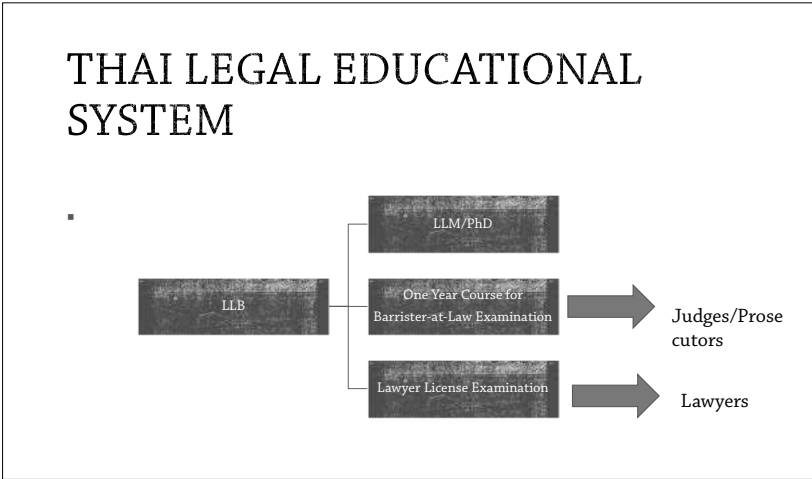 THAI LEGAL EDUCATIONAL
SYSTEM
LLM/PhD
LLB
One Year Course for
Barrister-at-Law Examination
Judges/Prose
cutors
Lawyer License Examination
Lawyers